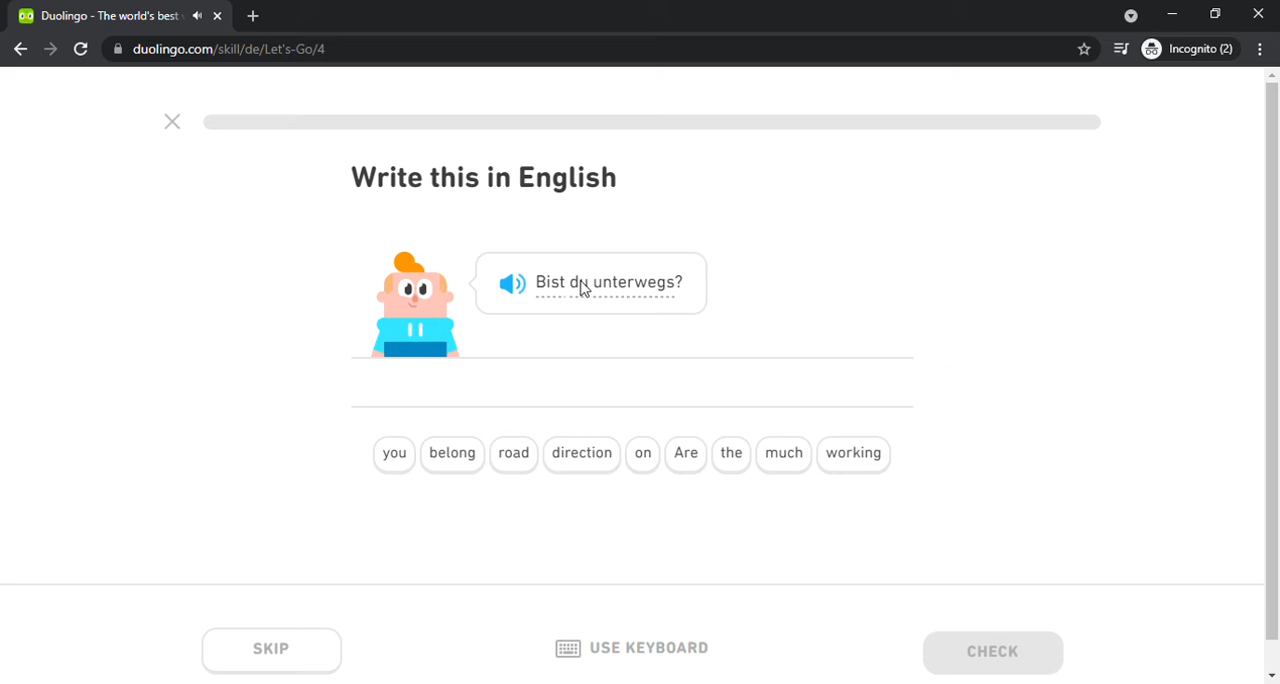 Duolingo - The world's best
Incognito (2)
duolingo.com/skill/de/Let's-Go/4
Write this in English
Bist du unterwegs?
you belong road direction on Are the much working
SKIP
USE KEYBOARD
CHECK